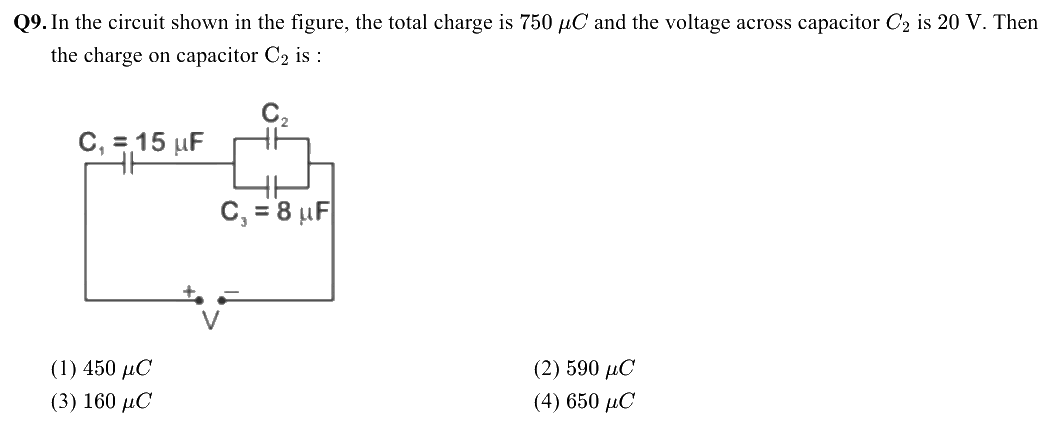 Q9. In the circuit shown in the figure, the total charge is 750 μC and the voltage across capacitor C₂ is 20 V. Then
the charge on capacitor C₂ is :
C₂
C₁ = 15 μF
C₃ = 8 μF
+ −
V
(1) 450 μC (2) 590 μC
(3) 160 μC (4) 650 μC